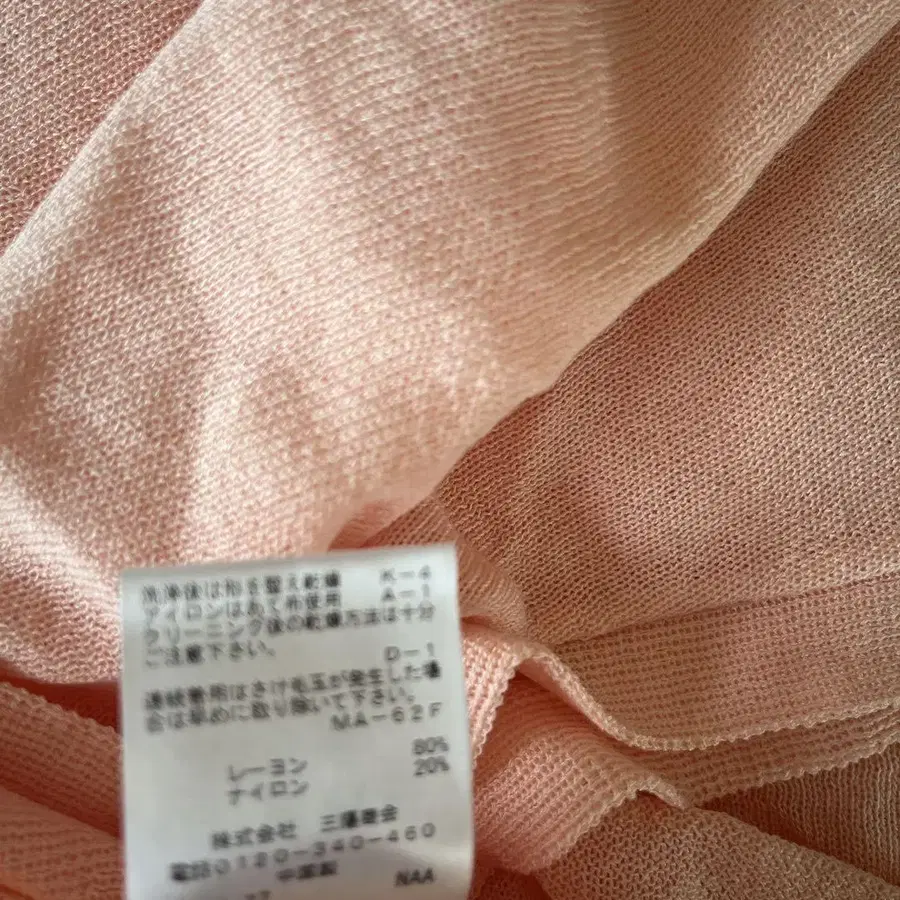 洗浄後は形を整え乾燥 K-4
アイロンはあて布使用 A-1
クリーニング後の乾燥方法は十分
ご注意下さい。 D-1
連続着用はさけ毛玉が発生した場
合は早めに取り除いて下さい。
MA-62F
レーヨン 80%
ナイロン 20%
株式会社 三陽商会
電話0120-340-460
中国製 NAA